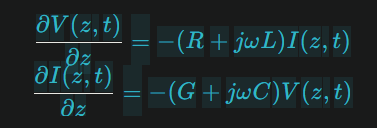 ∂V(z,t)/∂z = −(R + jωL)I(z,t)
∂I(z,t)/∂z = −(G + jωC)V(z,t)